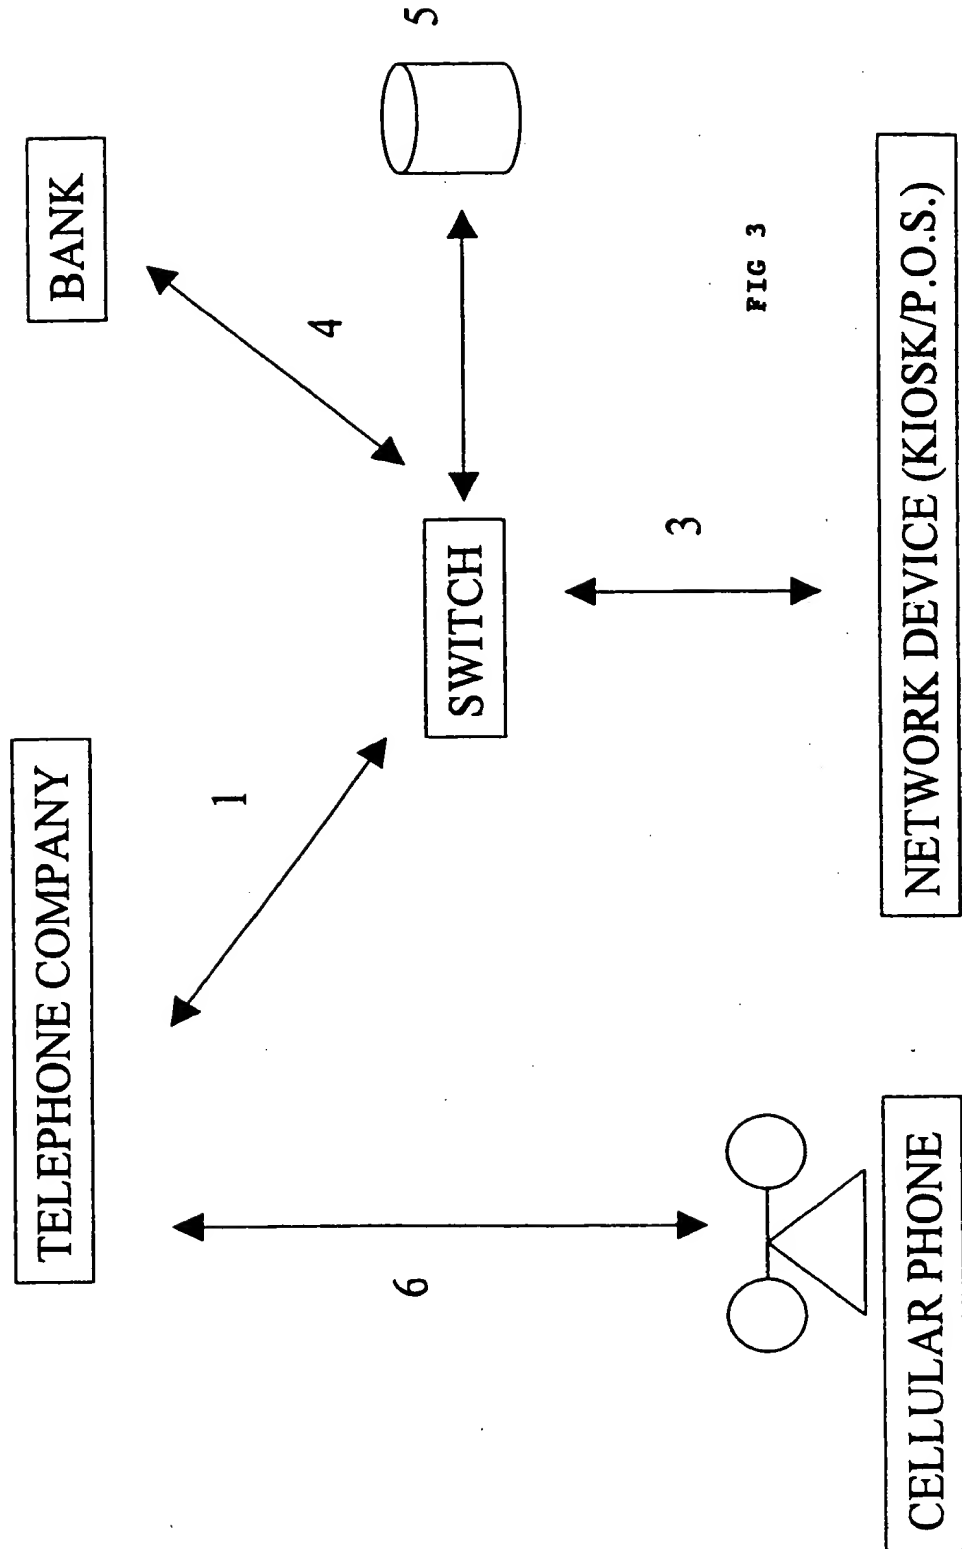 TELEPHONE COMPANY
BANK
1
4
6
SWITCH
5
3
FIG 3
CELLULAR PHONE
NETWORK DEVICE (KIOSK/P.O.S.)